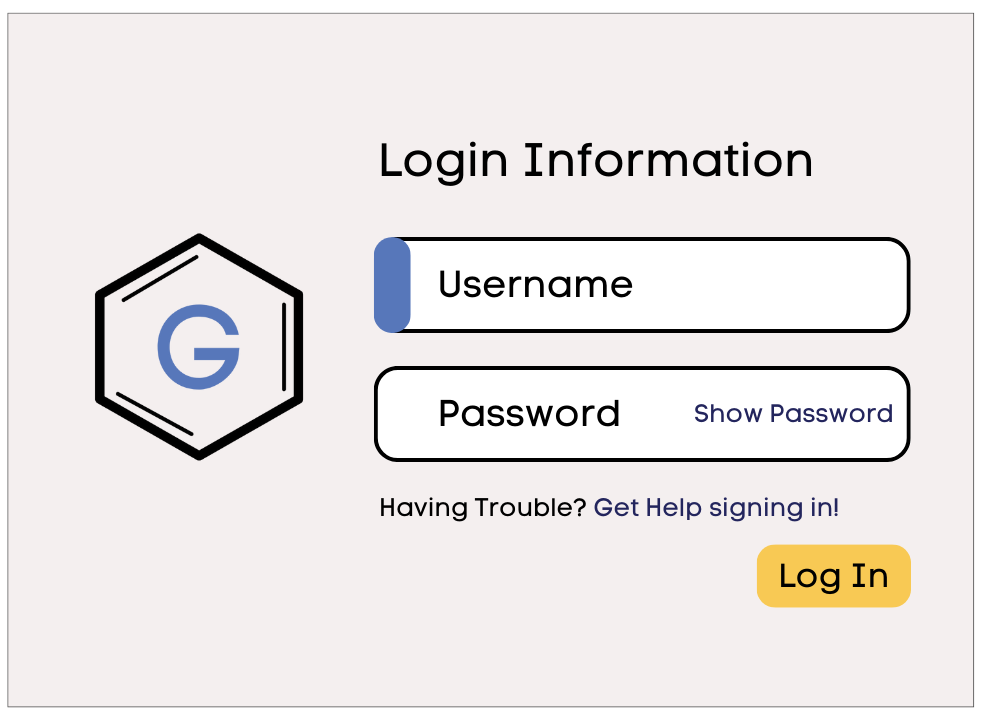 Login Information
G
Username
Password Show Password
Having Trouble? Get Help signing in!
Log In